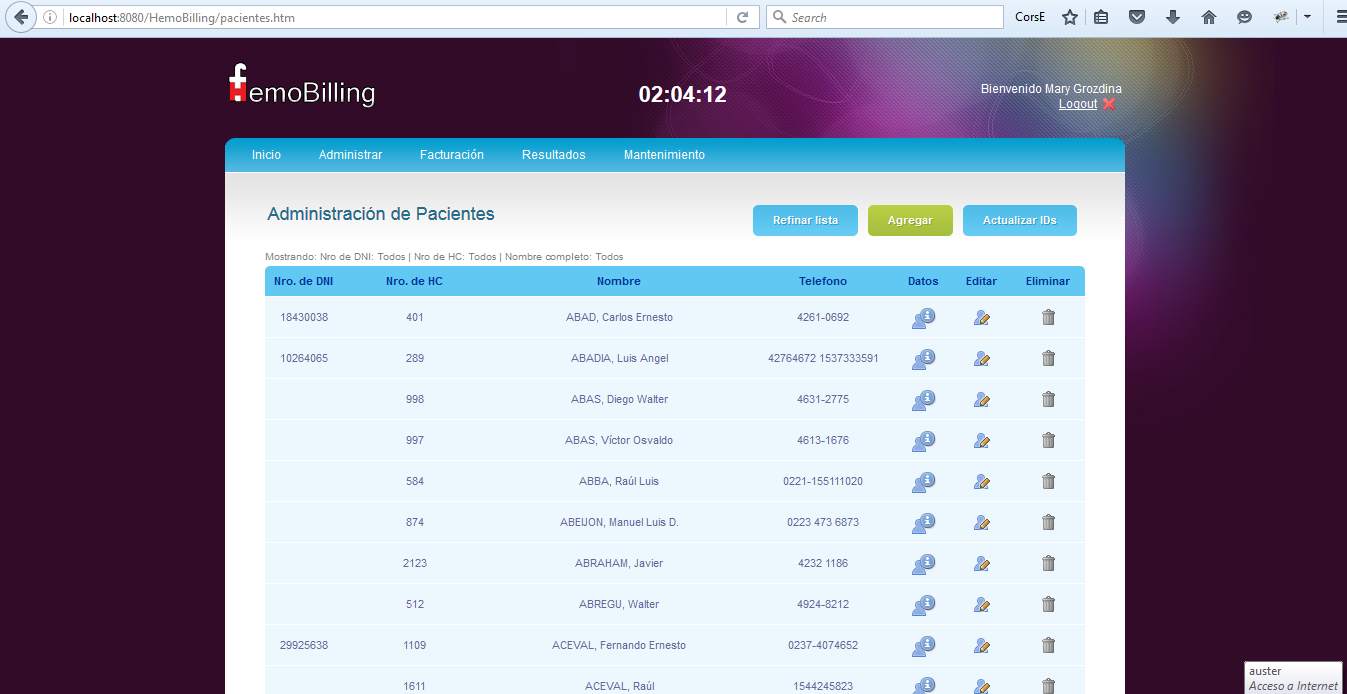 localhost:8080/HemoBilling/pacientes.htm
Search
CorsE
HemoBilling
02:04:12
Bienvenido Mary Grozdina
Logout
Inicio Administrar Facturación Resultados Mantenimiento
Administración de Pacientes
Refinar lista Agregar Actualizar IDs
Mostrando: Nro de DNI: Todos | Nro de HC: Todos | Nombre completo: Todos
Nro. de DNI Nro. de HC Nombre Telefono Datos Editar Eliminar
18430038 401 ABAD, Carlos Ernesto 4261-0692
10264065 289 ABADIA, Luis Angel 42764672 1537333591
998 ABAS, Diego Walter 4631-2775
997 ABAS, Víctor Osvaldo 4613-1676
584 ABBA, Raúl Luis 0221-155111020
874 ABEIJON, Manuel Luis D. 0223 473 6873
2123 ABRAHAM, Javier 4232 1186
512 ABREGU, Walter 4924-8212
29925638 1109 ACEVAL, Fernando Ernesto 0237-4074652
1611 ACEVAL, Raúl 1544245823
auster
Acceso a Internet